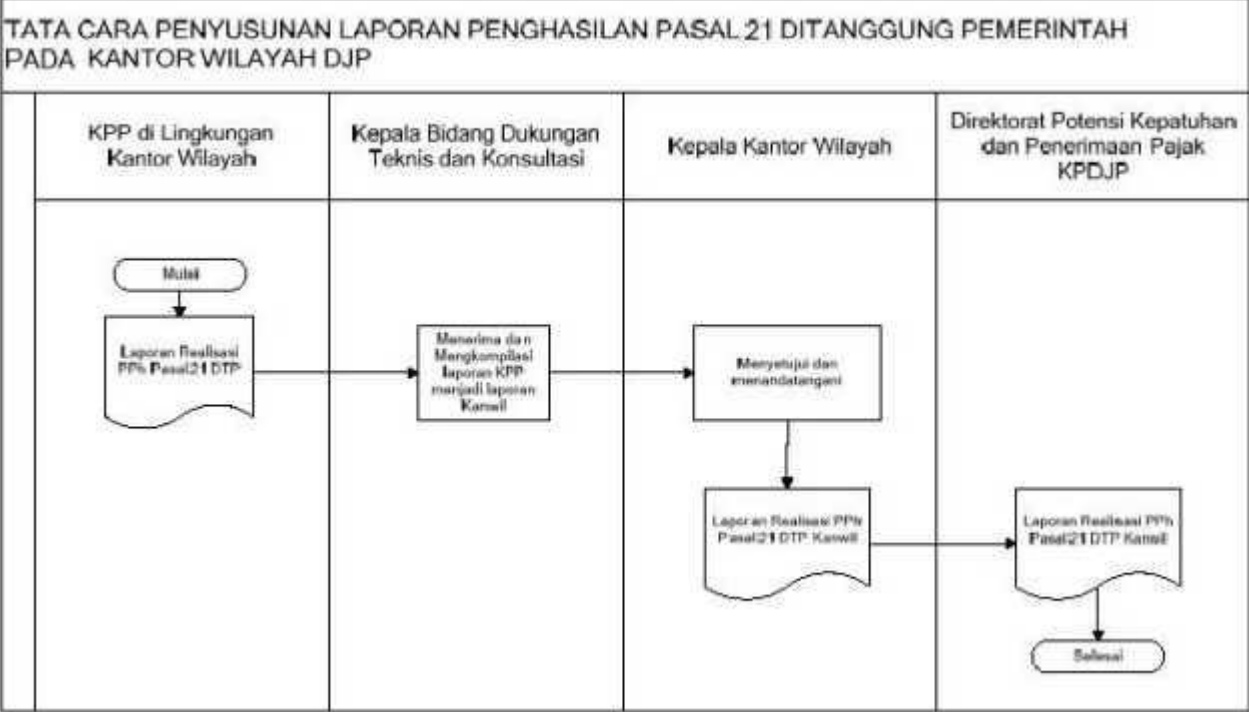 TATA CARA PENYUSUNAN LAPORAN PENGHASILAN PASAL 21 DITANGGUNG PEMERINTAH
PADA KANTOR WILAYAH DJP
KPP di Lingkungan
Kantor Wilayah
Kepala Bidang Dukungan
Teknis dan Konsultasi
Kepala Kantor Wilayah
Direktorat Potensi Kepatuhan
dan Penerimaan Pajak
KPDJP
Mulai
Laporan Realisasi
PPh Pasal 21 DTP
Menerima dan
Mengkompilasi
laporan KPP
menjadi laporan
Kanwil
Menyetujui dan
menandatangani
Laporan Realisasi PPh
Pasal 21 DTP Kanwil
Laporan Realisasi PPh
Pasal 21 DTP Kanwil
Selesai